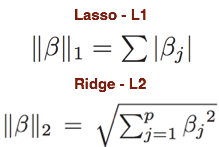 Lasso - L1
‖β‖₁ = ∑ |βⱼ|
Ridge - L2
‖β‖₂ = √∑ⱼ₌₁ᵖ βⱼ²